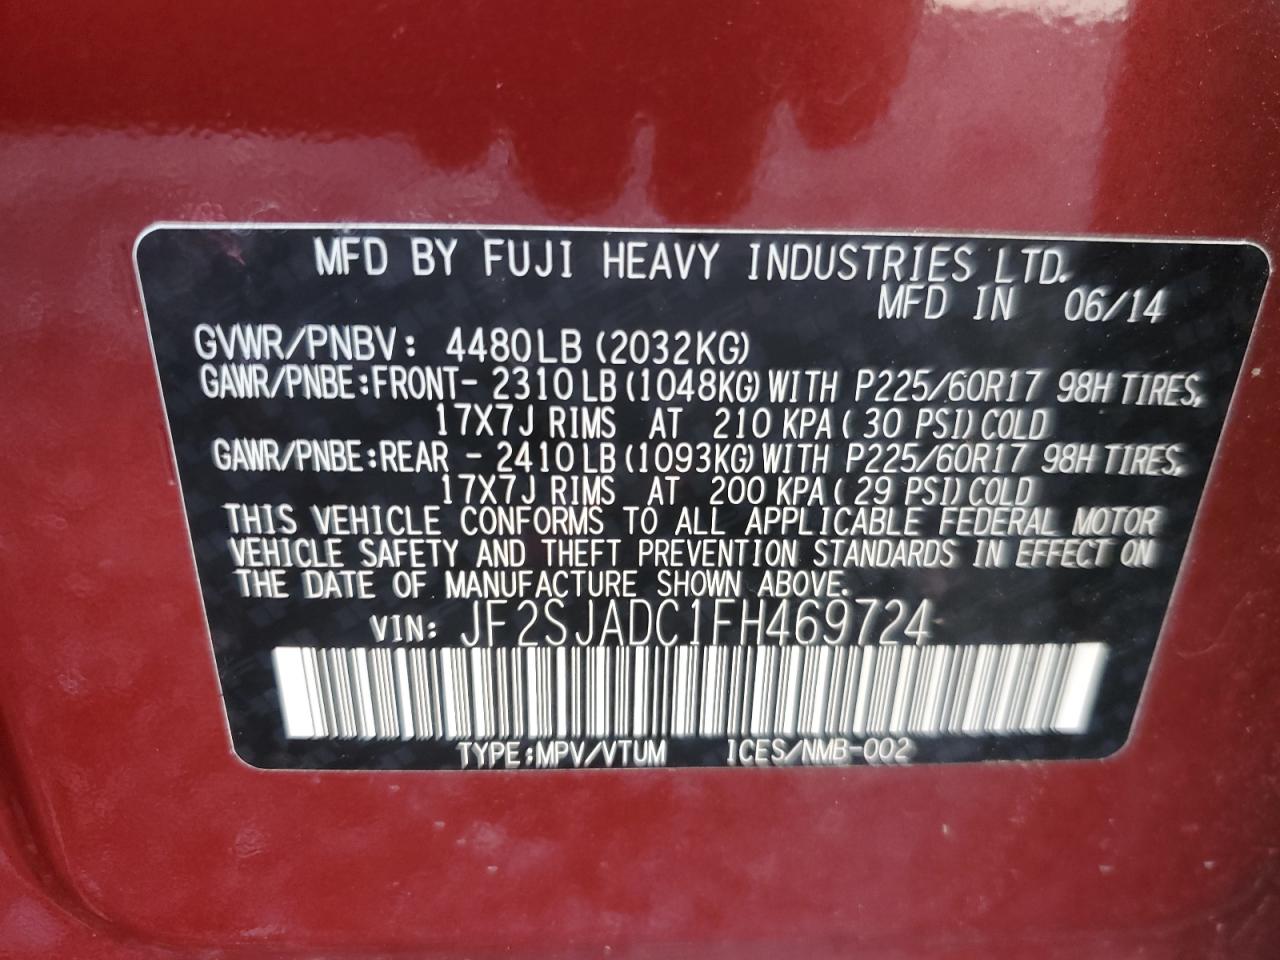 MFD BY FUJI HEAVY INDUSTRIES LTD.
MFD IN 06/14
GVWR/PNBV: 4480LB (2032KG)
GAWR/PNBE:FRONT- 2310LB(1048KG)WITH P225/60R17 98H TIRES,
17X7J RIMS AT 210 KPA( 30 PSI)COLD
GAWR/PNBE:REAR - 2410LB(1093KG)WITH P225/60R17 98H TIRES,
17X7J RIMS AT 200 KPA( 29 PSI)COLD
THIS VEHICLE CONFORMS TO ALL APPLICABLE FEDERAL MOTOR
VEHICLE SAFETY AND THEFT PREVENTION STANDARDS IN EFFECT ON
THE DATE OF MANUFACTURE SHOWN ABOVE.
VIN: JF2SJADC1FH469724
TYPE:MPV/VTUM ICES/NMB-002